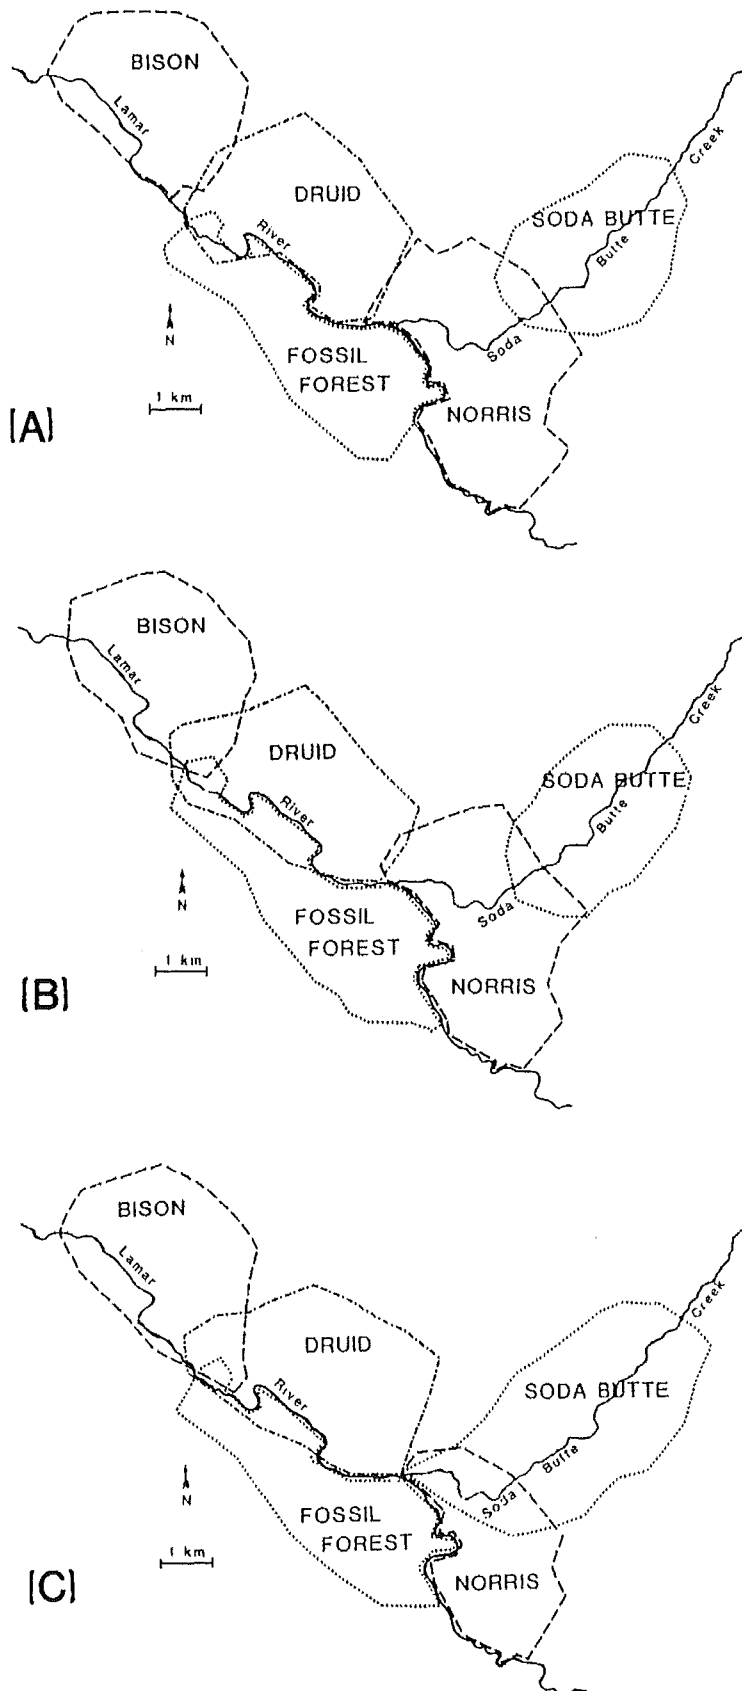 BISON
Lamar
DRUID
River
SODA BUTTE
Creek
Butte
Soda
N
FOSSIL
FOREST
1 km
NORRIS
[A]
BISON
Lamar
DRUID
River
SODA BUTTE
Creek
Butte
Soda
N
FOSSIL
FOREST
1 km
NORRIS
[B]
BISON
Lamar
DRUID
River
SODA BUTTE
Creek
Butte
Soda
N
FOSSIL
FOREST
1 km
NORRIS
[C]